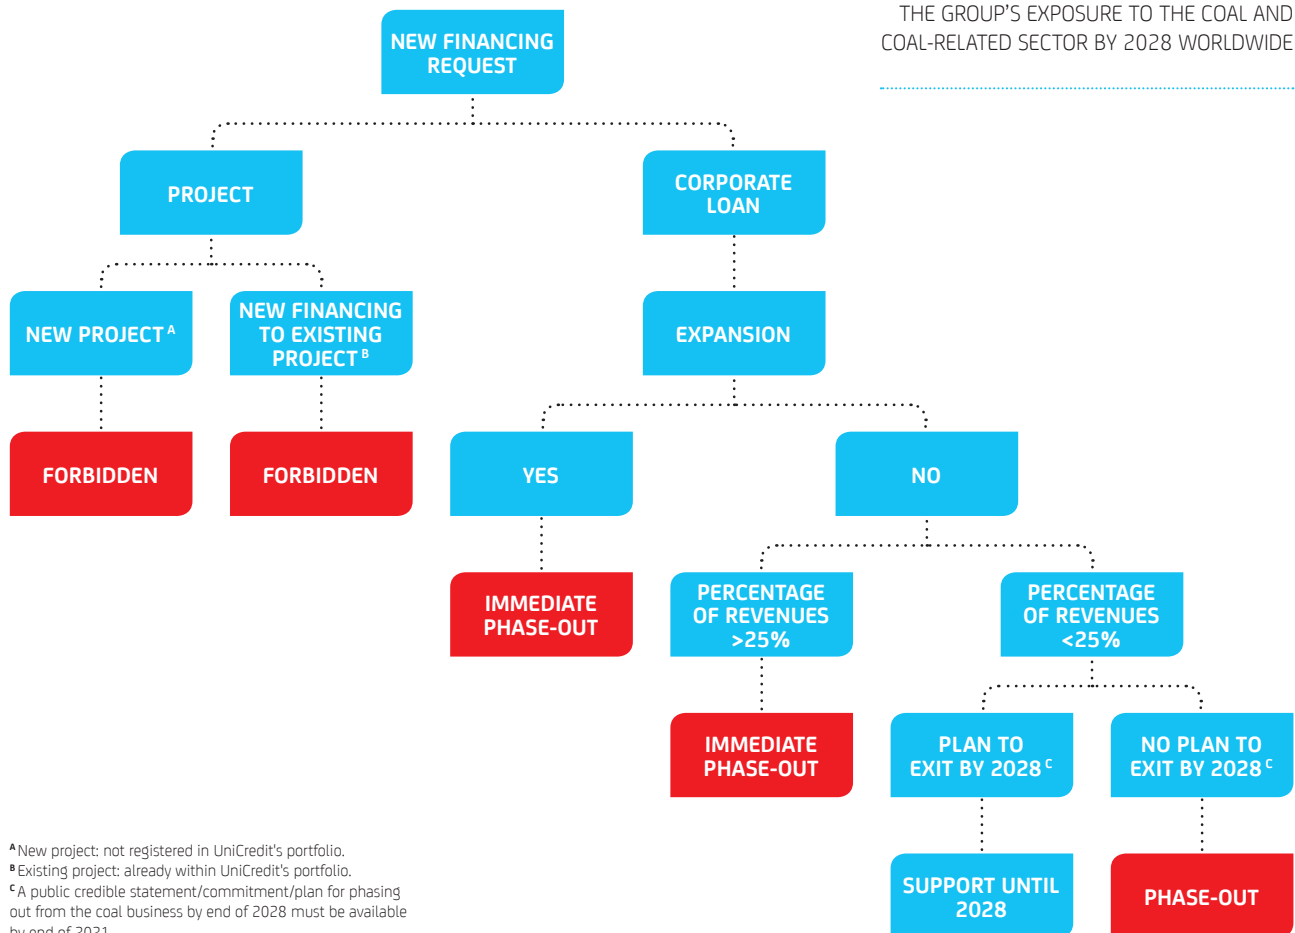 THE GROUP'S EXPOSURE TO THE COAL AND
COAL-RELATED SECTOR BY 2028 WORLDWIDE
NEW FINANCING
REQUEST
PROJECT
CORPORATE
LOAN
NEW PROJECT A
NEW FINANCING
TO EXISTING
PROJECT B
EXPANSION
FORBIDDEN
FORBIDDEN
YES
NO
IMMEDIATE
PHASE-OUT
PERCENTAGE
OF REVENUES
>25%
PERCENTAGE
OF REVENUES
<25%
IMMEDIATE
PHASE-OUT
PLAN TO
EXIT BY 2028 C
NO PLAN TO
EXIT BY 2028 C
SUPPORT UNTIL
2028
PHASE-OUT
A New project: not registered in UniCredit's portfolio.
B Existing project: already within UniCredit's portfolio.
C A public credible statement/commitment/plan for phasing
out from the coal business by end of 2028 must be available
by end of 2021